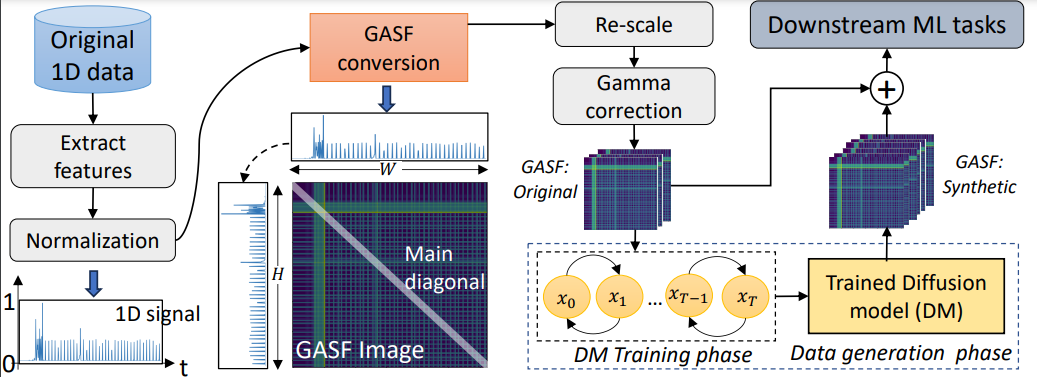 Original
1D data
Extract
features
Normalization
1
1D signal
0
t
GASF
conversion
W
H
Main
diagonal
GASF Image
Re-scale
Gamma
correction
GASF:
Original
Downstream ML tasks
+
GASF:
Synthetic
x₀ x₁ ... x_{T−1} x_T
DM Training phase
Trained Diffusion
model (DM)
Data generation phase